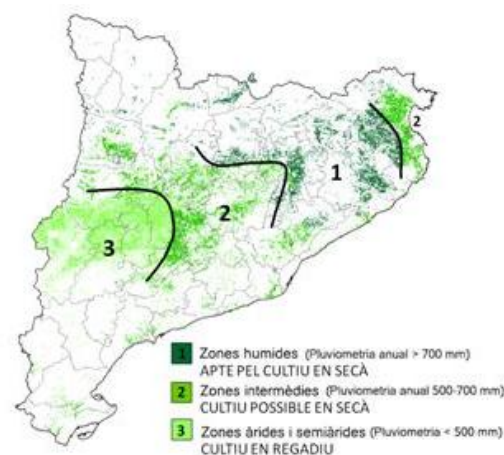 2
1
2
3
1 Zones humides (Pluviometria anual > 700 mm)
APTE PEL CULTIU EN SECÀ
2 Zones intermèdies (Pluviometria anual 500-700 mm)
CULTIU POSSIBLE EN SECÀ
3 Zones àrides i semiàrides (Pluviometria < 500 mm)
CULTIU EN REGADIU